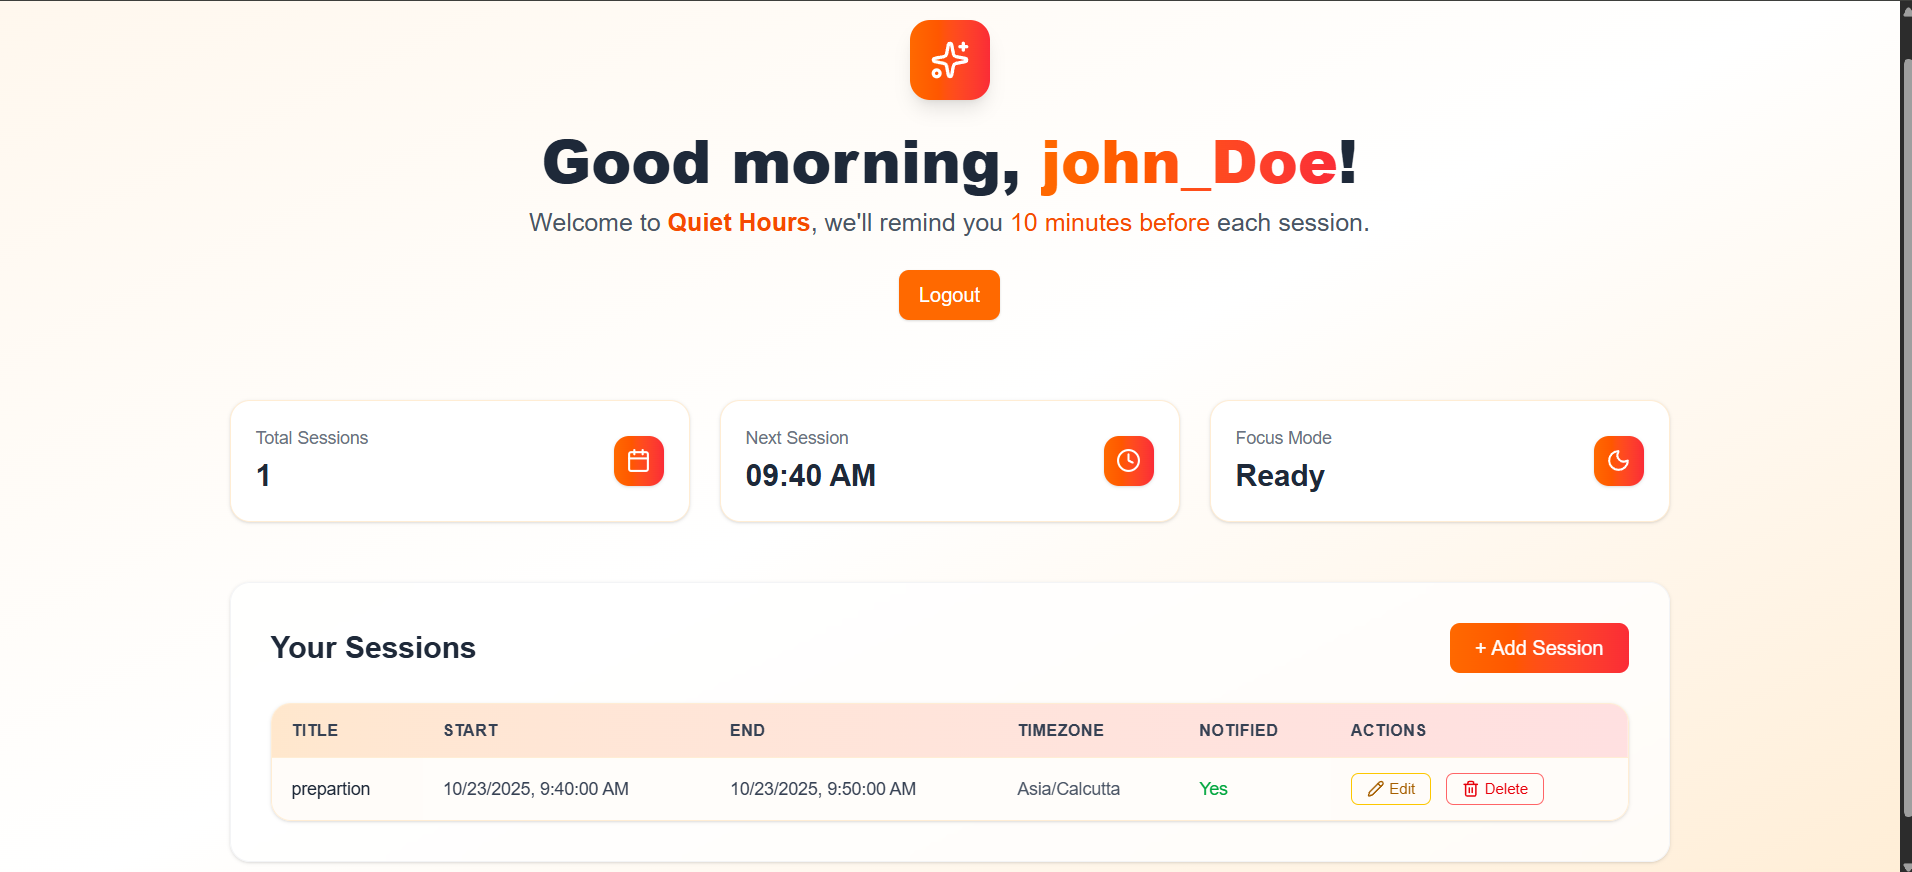 Good morning, john_Doe!
Welcome to Quiet Hours, we'll remind you 10 minutes before each session.
Logout
Total Sessions
1
Next Session
09:40 AM
Focus Mode
Ready
Your Sessions
+ Add Session
TITLE START END TIMEZONE NOTIFIED ACTIONS
prepartion 10/23/2025, 9:40:00 AM 10/23/2025, 9:50:00 AM Asia/Calcutta Yes Edit Delete